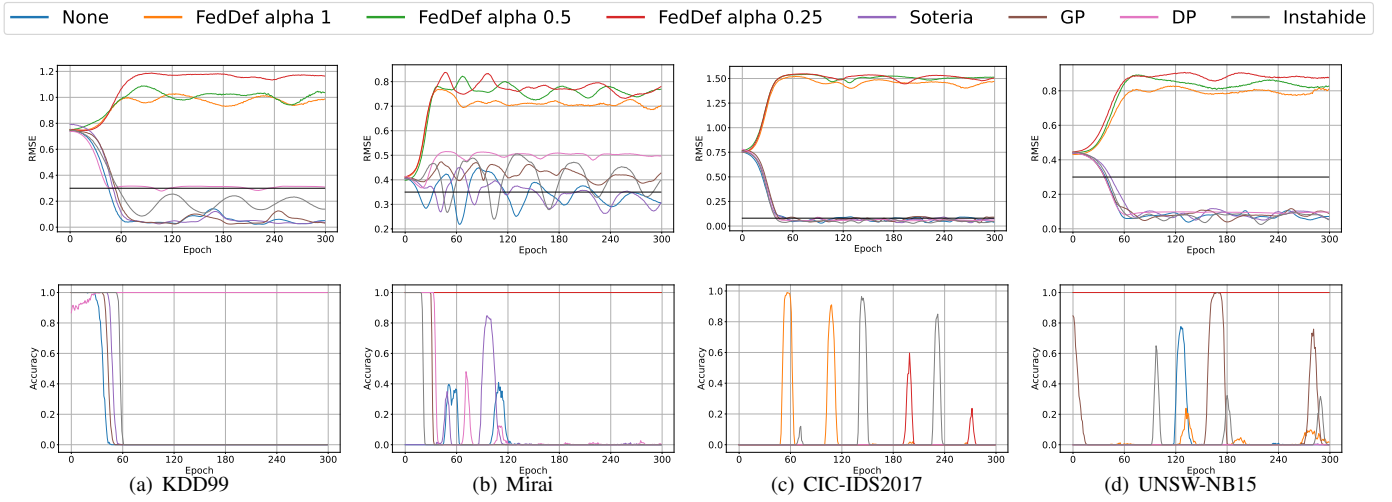 None FedDef alpha 1 FedDef alpha 0.5 FedDef alpha 0.25 Soteria GP DP Instahide
1.2
1.0
0.8
0.6
0.4
0.2
0.0
RMSE
0 60 120 180 240 300
Epoch
0.8
0.7
0.6
0.5
0.4
0.3
0.2
RMSE
0 60 120 180 240 300
Epoch
1.50
1.25
1.00
0.75
0.50
0.25
0.00
RMSE
0 60 120 180 240 300
Epoch
0.8
0.6
0.4
0.2
0.0
RMSE
0 60 120 180 240 300
Epoch
1.0
0.8
0.6
0.4
0.2
0.0
Accuracy
0 60 120 180 240 300
Epoch
(a) KDD99
1.0
0.8
0.6
0.4
0.2
0.0
Accuracy
0 60 120 180 240 300
Epoch
(b) Mirai
1.0
0.8
0.6
0.4
0.2
0.0
Accuracy
0 60 120 180 240 300
Epoch
(c) CIC-IDS2017
1.0
0.8
0.6
0.4
0.2
0.0
Accuracy
0 60 120 180 240 300
Epoch
(d) UNSW-NB15